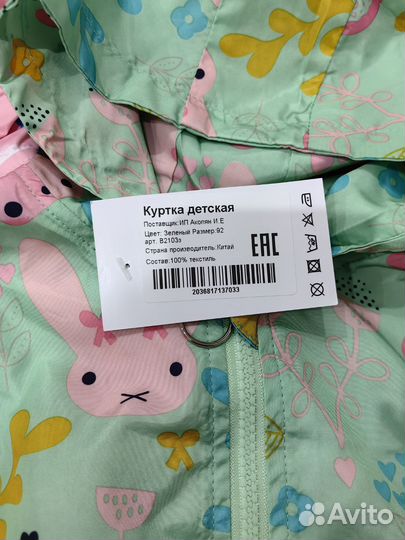 Куртка детская
Поставщик: ИП Акопян И.Е
Цвет: Зеленый Размер: 92
арт. В2103з
Страна производитель: Китай
Состав:100% текстиль
EAC
2036817137033
Avito